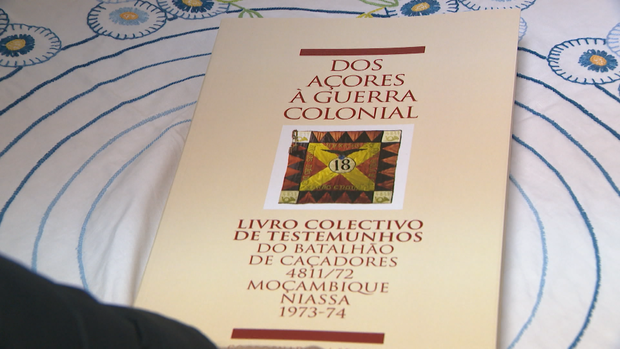 DOS
AÇORES
À GUERRA
COLONIAL
18
LIVRO COLECTIVO
DE TESTEMUNHOS
DO BATALHÃO
DE CAÇADORES
4811/72
MOÇAMBIQUE
NIASSA
1973-74